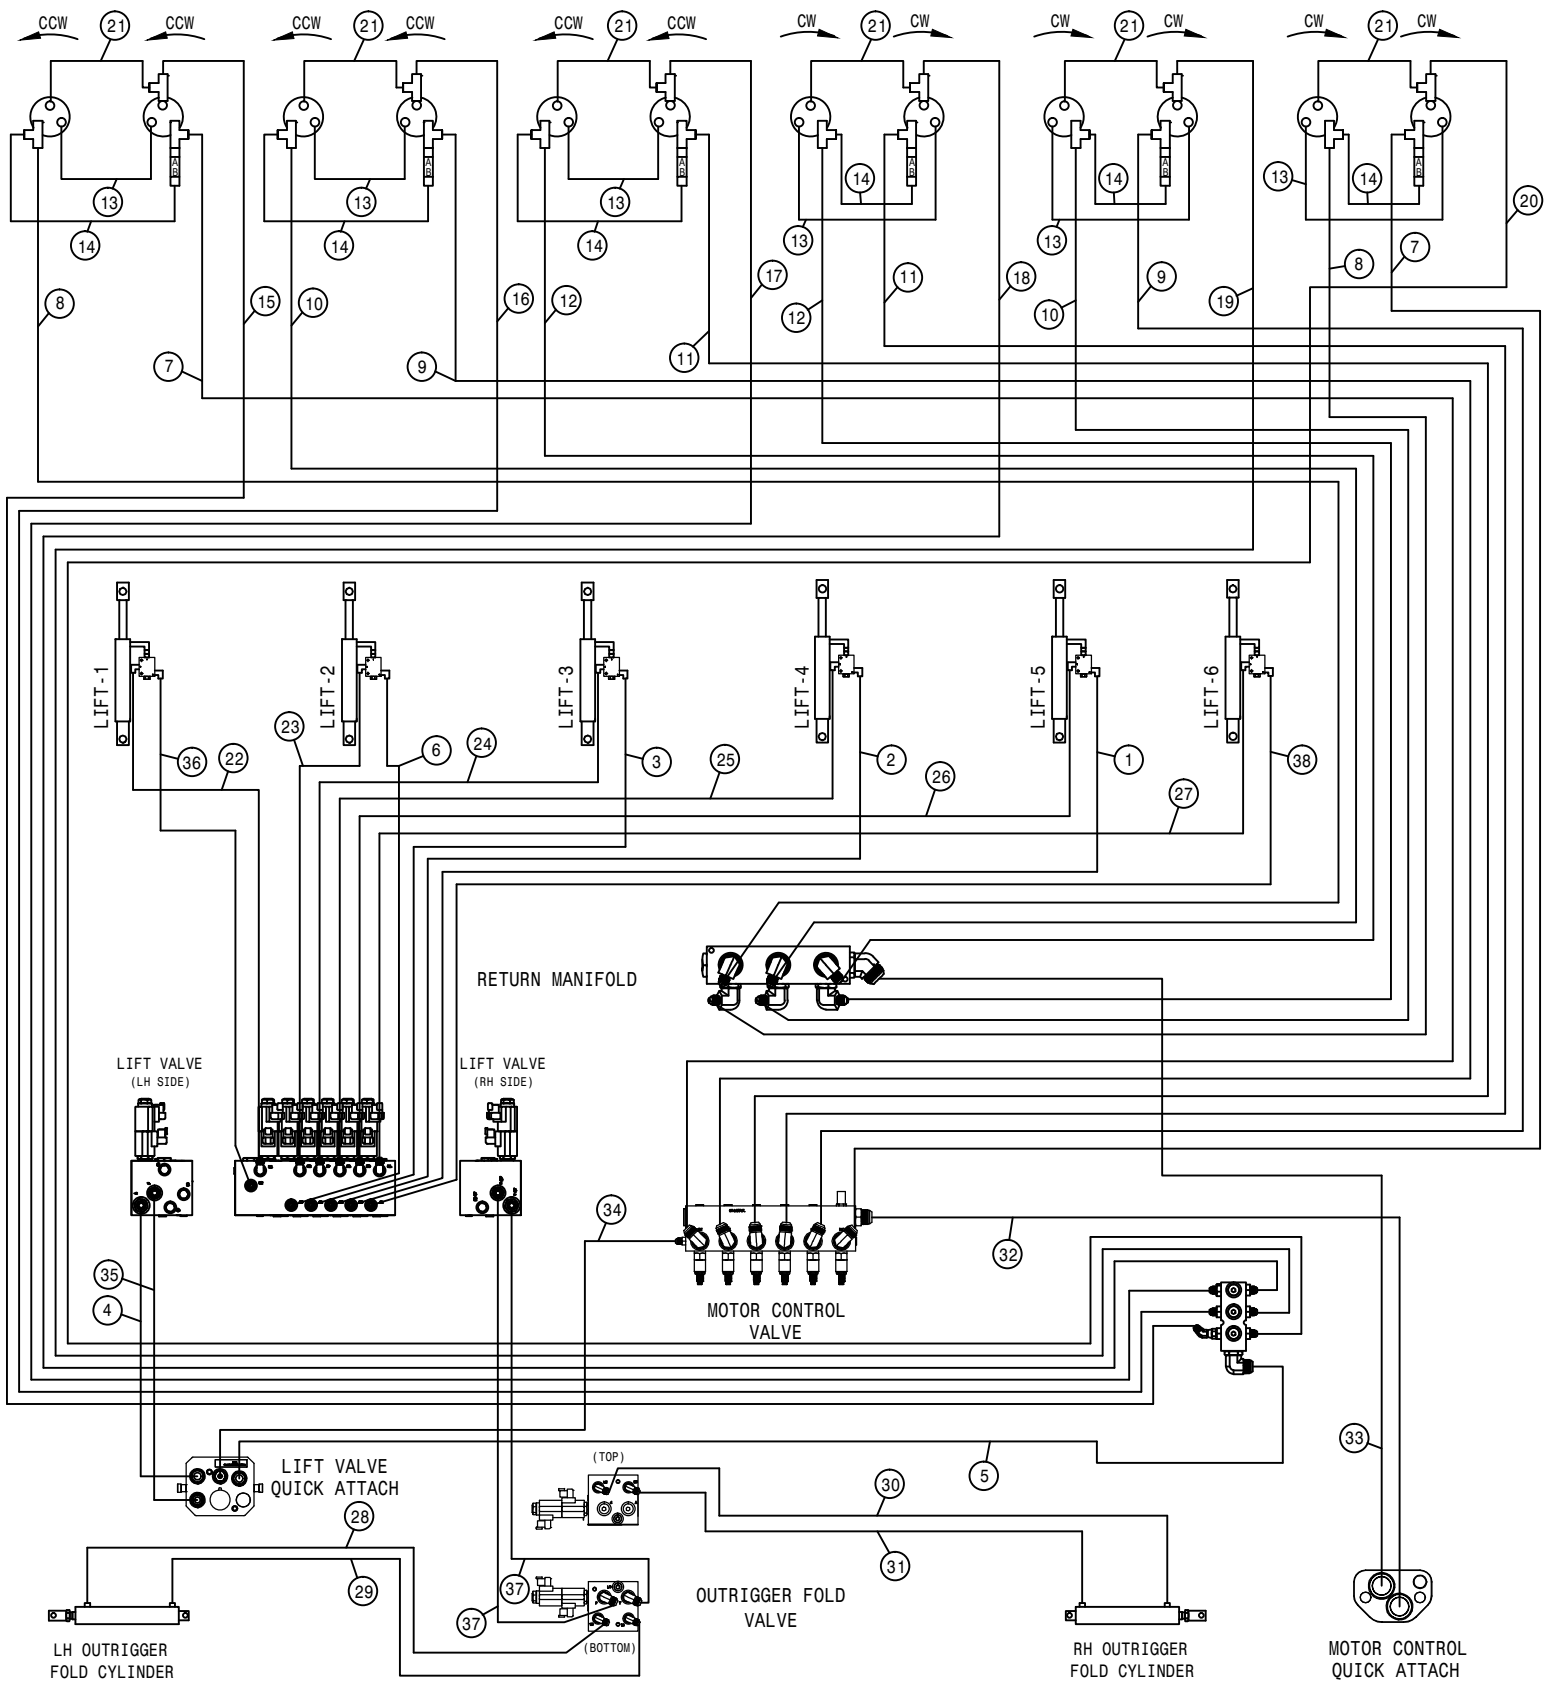 CCW 21 CCW CCW 21 CCW CCW 21 CCW CW 21 CW CW 21 CW CW 21 CW
A A A A A A
B B B B B B
13 13 13 14 14 13 14
20
14 14 14 13 13
8 15 10 16 12 17 12 11 18 10 9 19 8 7
7 9 11
LIFT-1 LIFT-2 LIFT-3 LIFT-4 LIFT-5 LIFT-6
36 22 23 6 24 3 25 2 26 1 27 38
RETURN MANIFOLD
LIFT VALVE
(LH SIDE)
LIFT VALVE
(RH SIDE)
34
32
35
4
MOTOR CONTROL
VALVE
33
LIFT VALVE
QUICK ATTACH
(TOP)
5
30
28
31
29
37
37
OUTRIGGER FOLD
VALVE
(BOTTOM)
LH OUTRIGGER
FOLD CYLINDER
RH OUTRIGGER
FOLD CYLINDER
MOTOR CONTROL
QUICK ATTACH